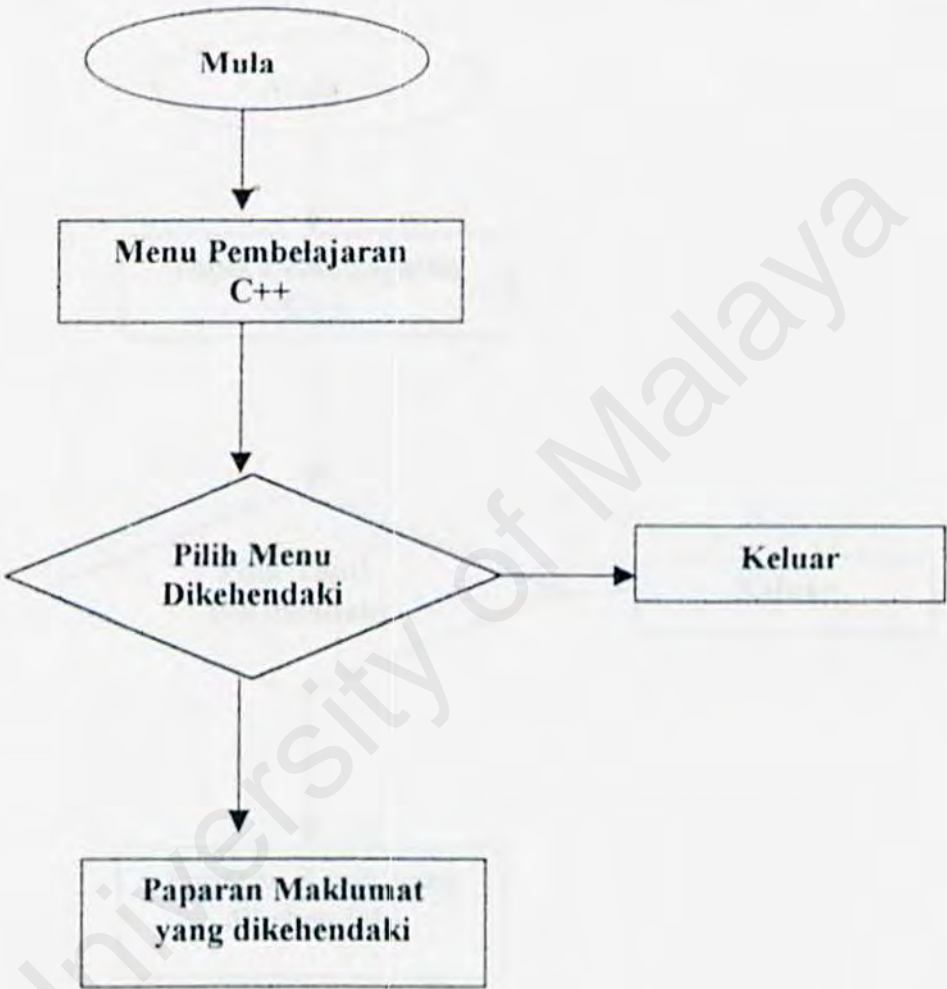 Mula
Menu Pembelajaran
C++
Pilih Menu
Dikehendaki
Keluar
Paparan Maklumat
yang dikehendaki
University of Malaya